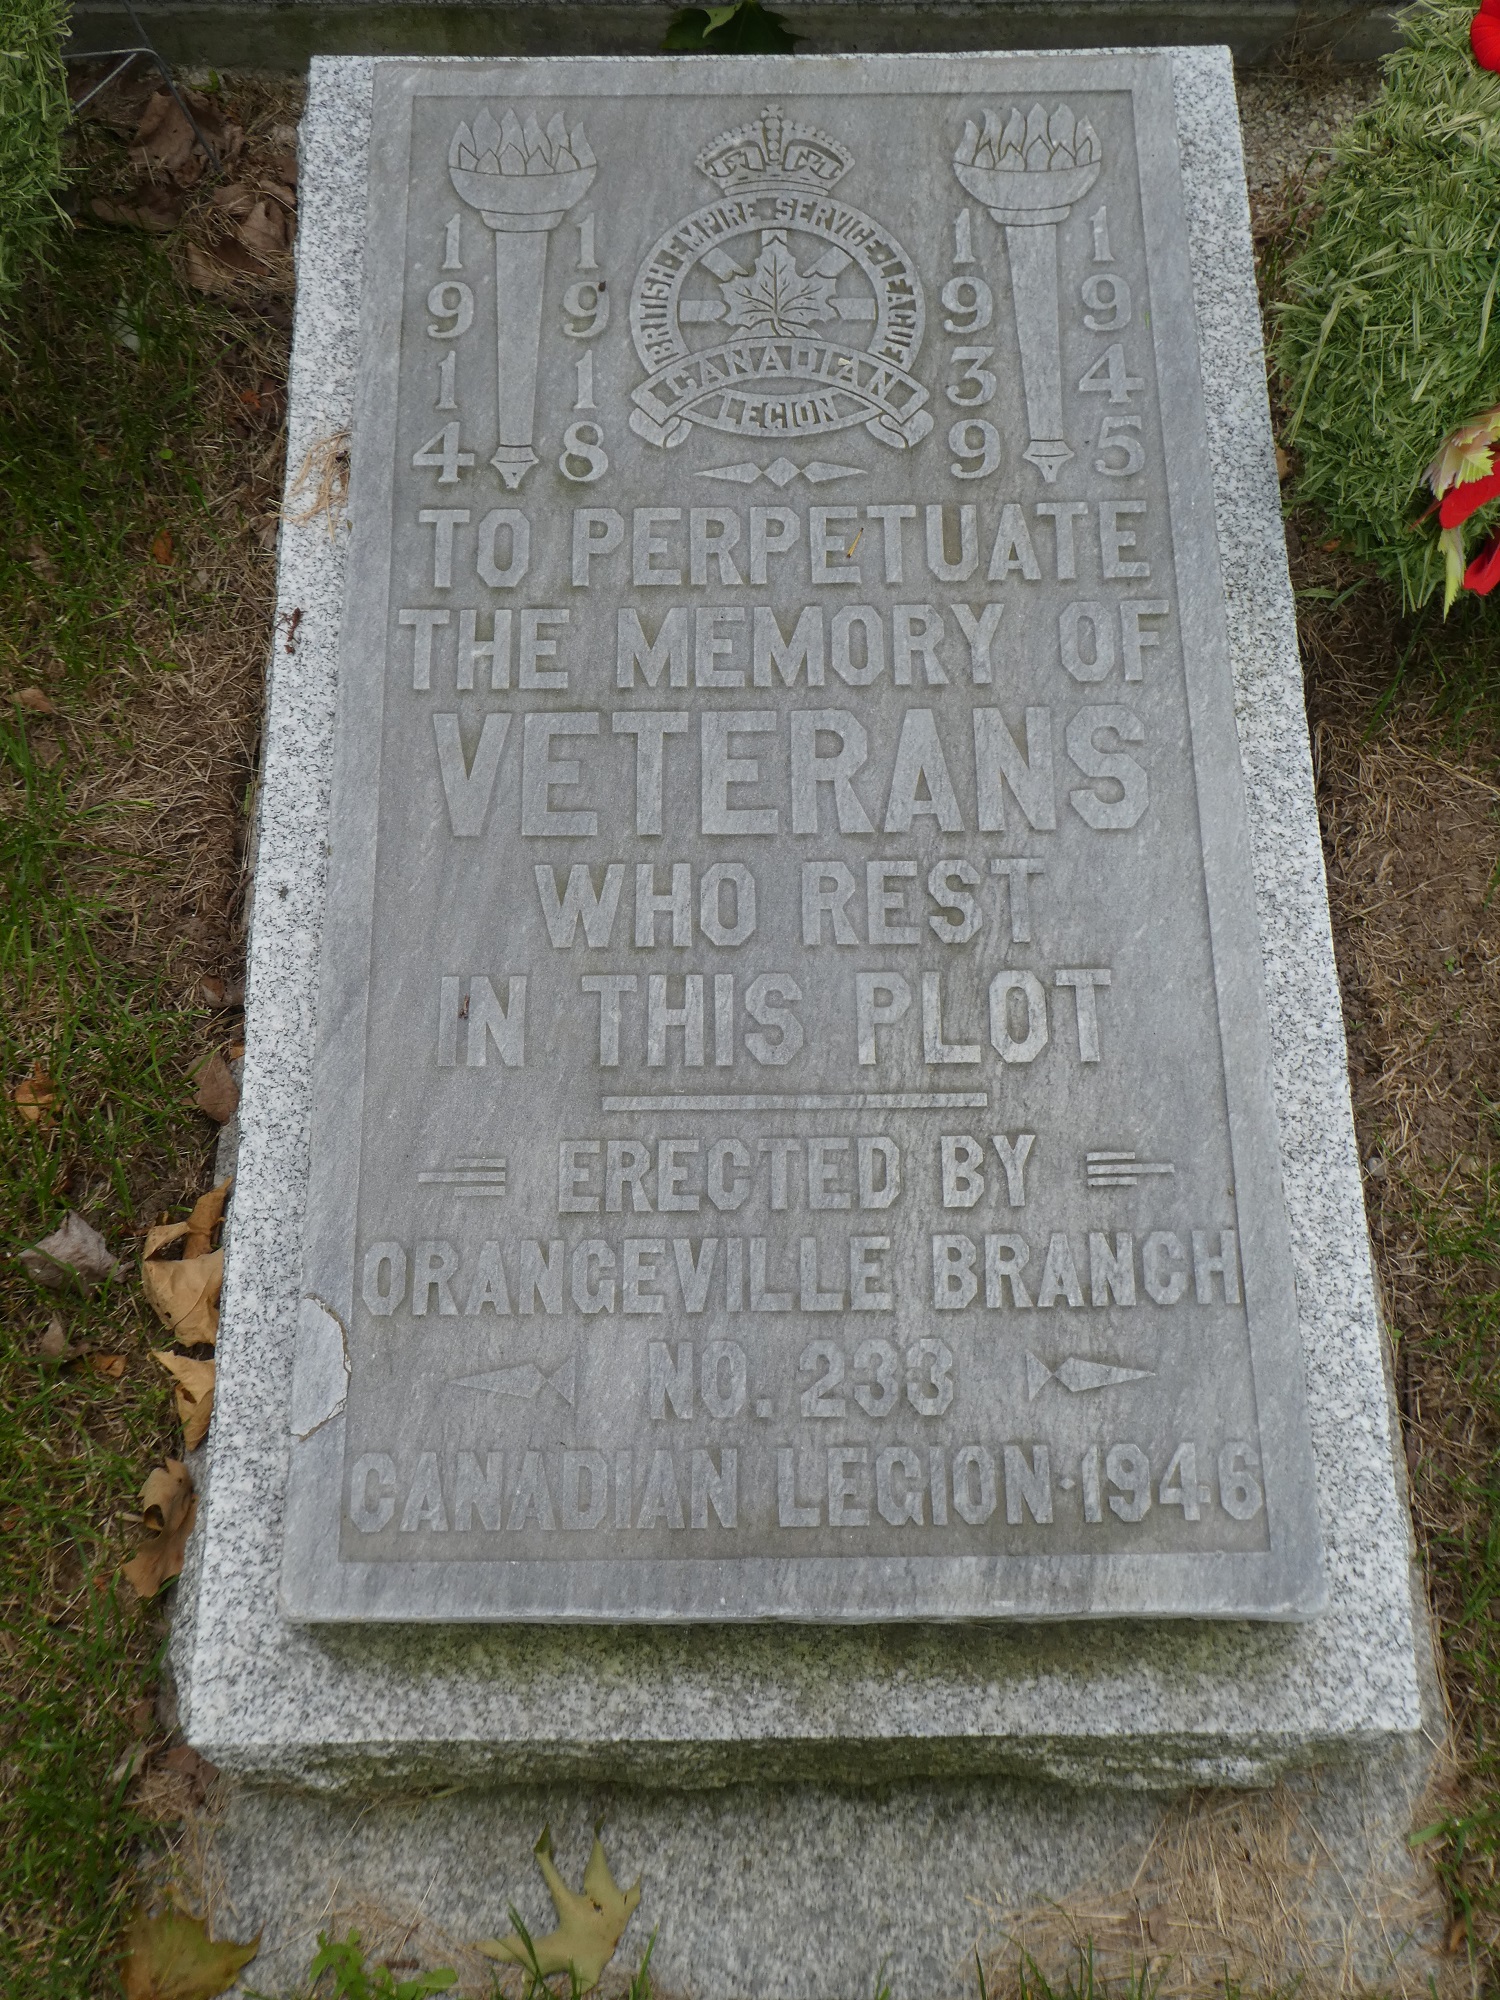 1914 1918
BRITISH EMPIRE SERVICE LEAGUE
CANADIAN
LEGION
1939 1945
TO PERPETUATE
THE MEMORY OF
VETERANS
WHO REST
IN THIS PLOT
ERECTED BY
ORANGEVILLE BRANCH
NO. 233
CANADIAN LEGION·1946